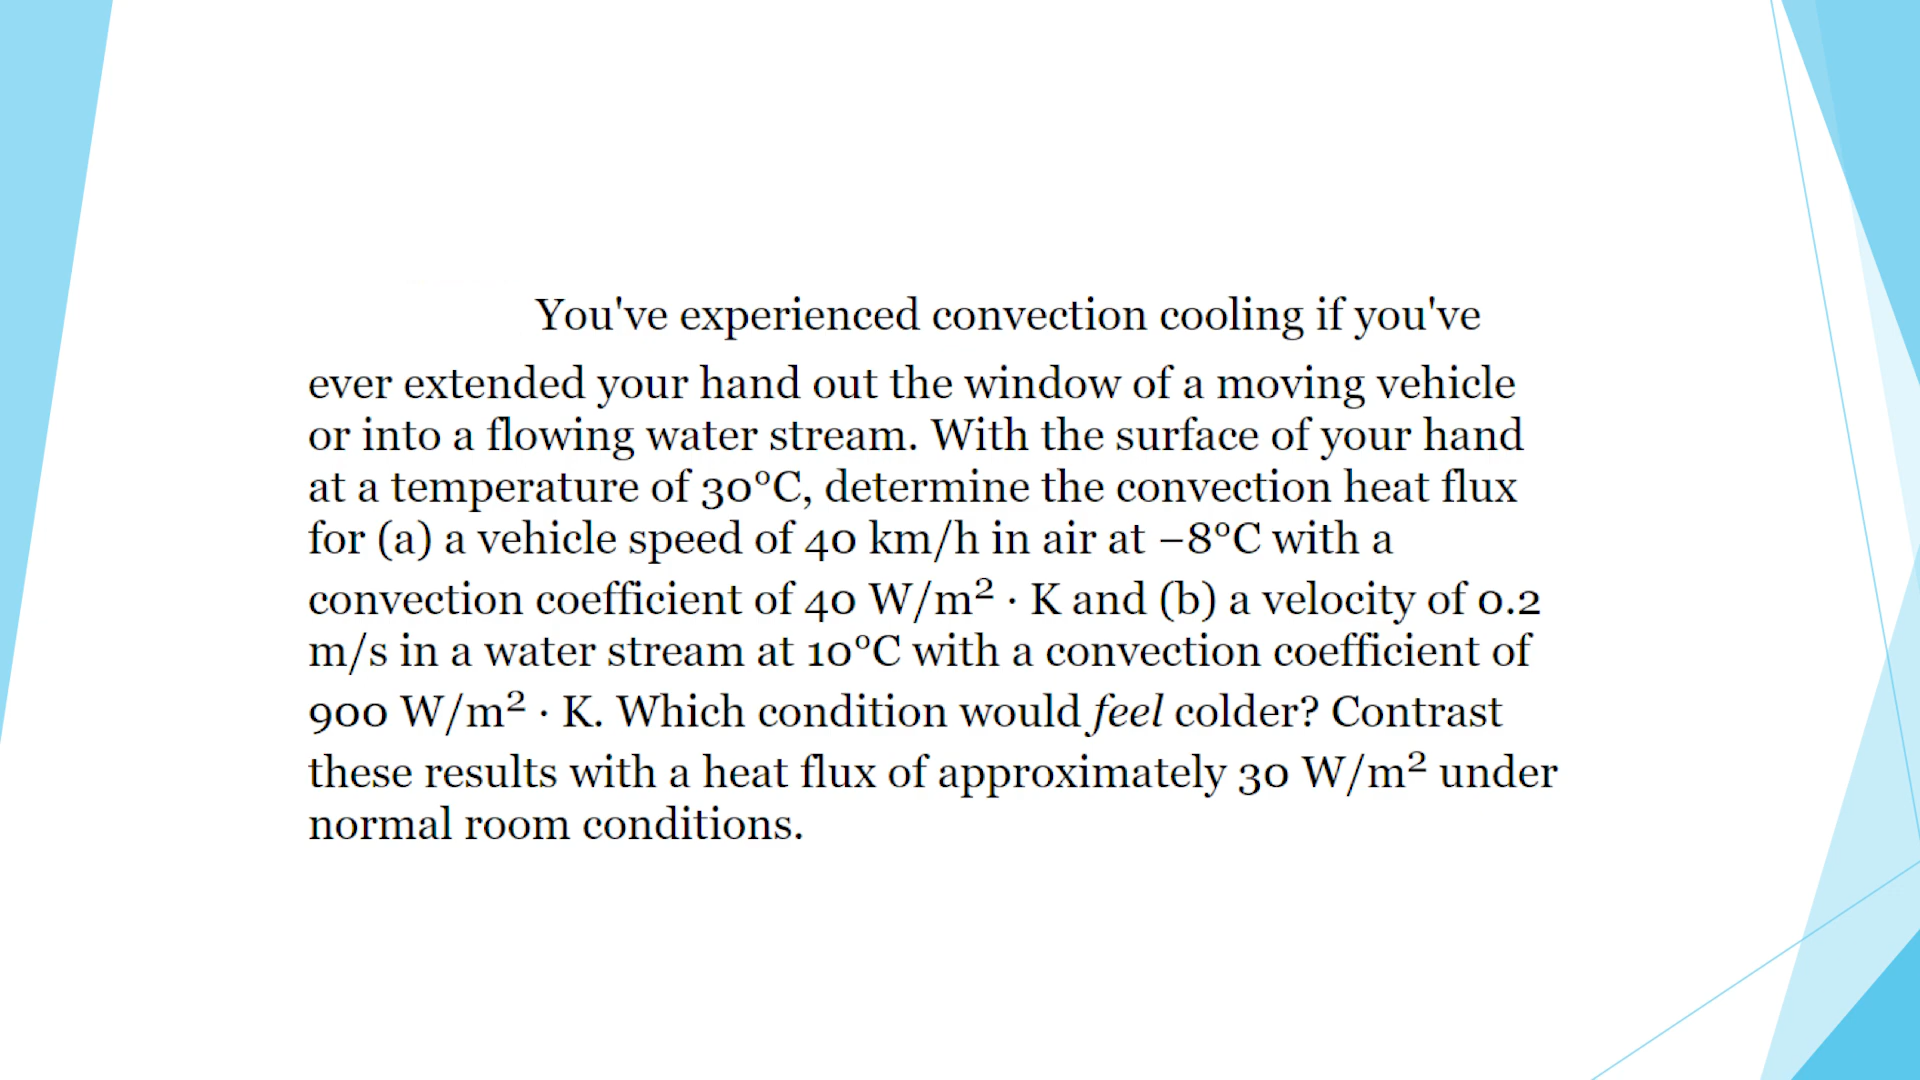 You've experienced convection cooling if you've
ever extended your hand out the window of a moving vehicle
or into a flowing water stream. With the surface of your hand
at a temperature of 30°C, determine the convection heat flux
for (a) a vehicle speed of 40 km/h in air at −8°C with a
convection coefficient of 40 W/m² · K and (b) a velocity of 0.2
m/s in a water stream at 10°C with a convection coefficient of
900 W/m² · K. Which condition would feel colder? Contrast
these results with a heat flux of approximately 30 W/m² under
normal room conditions.